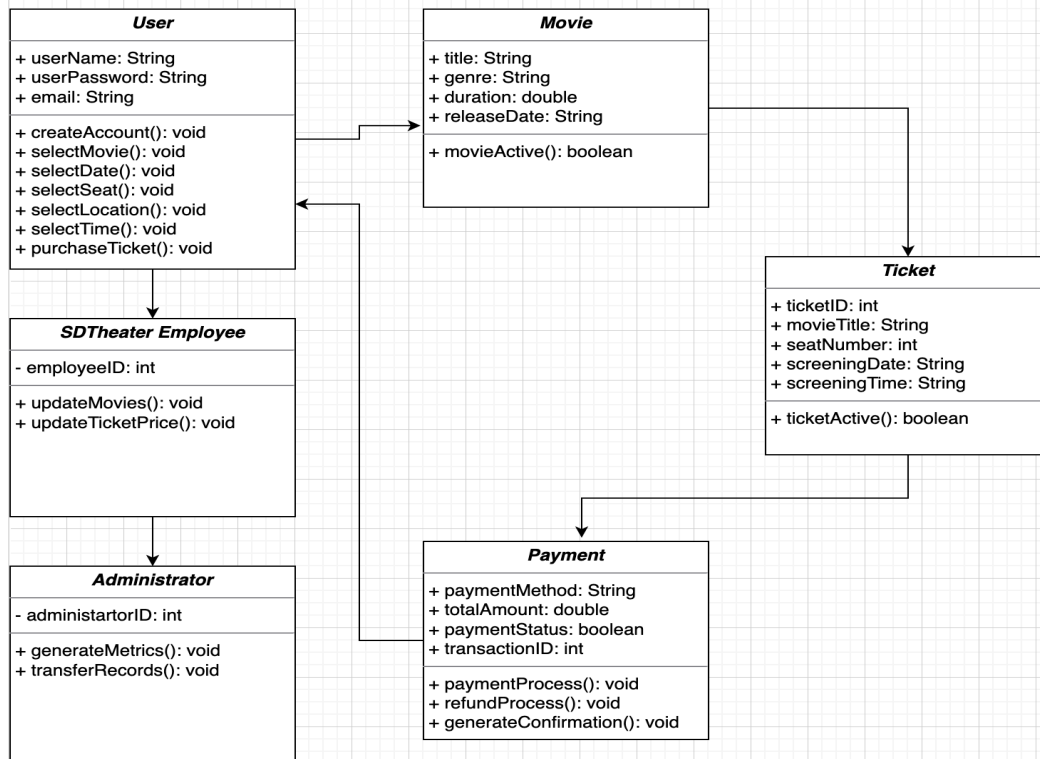 User
+ userName: String
+ userPassword: String
+ email: String
+ createAccount(): void
+ selectMovie(): void
+ selectDate(): void
+ selectSeat(): void
+ selectLocation(): void
+ selectTime(): void
+ purchaseTicket(): void
Movie
+ title: String
+ genre: String
+ duration: double
+ releaseDate: String
+ movieActive(): boolean
Ticket
+ ticketID: int
+ movieTitle: String
+ seatNumber: int
+ screeningDate: String
+ screeningTime: String
+ ticketActive(): boolean
SDTheater Employee
- employeeID: int
+ updateMovies(): void
+ updateTicketPrice(): void
Administrator
- administartorID: int
+ generateMetrics(): void
+ transferRecords(): void
Payment
+ paymentMethod: String
+ totalAmount: double
+ paymentStatus: boolean
+ transactionID: int
+ paymentProcess(): void
+ refundProcess(): void
+ generateConfirmation(): void